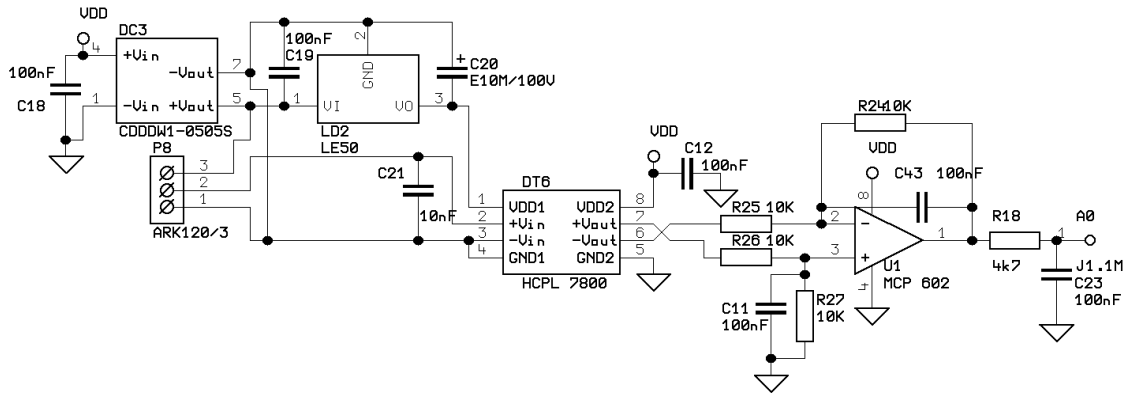 VDD
4
100nF
C18
1
DC3
+Vin
-Vout
-Vin +Vout
CDDDW1-0505S
7
5
100nF
C19
2
GND
VI
VO
1
3
LD2
LE50
+
C20
E10M/100V
P8
3
2
1
ARK120/3
C21
10nF
DT6
1
2
3
4
VDD1
+Vin
-Vin
GND1
VDD2
+Vout
-Vout
GND2
HCPL 7800
8
7
6
5
VDD
C12
100nF
R25 10K
R26 10K
C11
100nF
R27
10K
R24 10K
VDD
8
C43 100nF
2
-
3
+
1
U1
MCP 602
4
R18
4k7
A0
1
J1.1M
C23
100nF